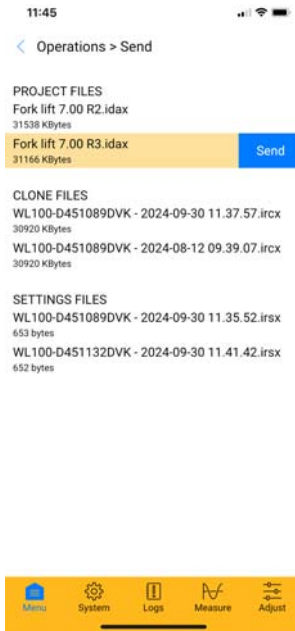 11:45
Operations > Send
PROJECT FILES
Fork lift 7.00 R2.idax
31538 KBytes
Fork lift 7.00 R3.idax
31166 KBytes
Send
CLONE FILES
WL100-D451089DVK - 2024-09-30 11.37.57.ircx
30920 KBytes
WL100-D451089DVK - 2024-08-12 09.39.07.ircx
30920 KBytes
SETTINGS FILES
WL100-D451089DVK - 2024-09-30 11.35.52.irsx
653 bytes
WL100-D451132DVK - 2024-09-30 11.41.42.irsx
652 bytes
Menu System Logs Measure Adjust